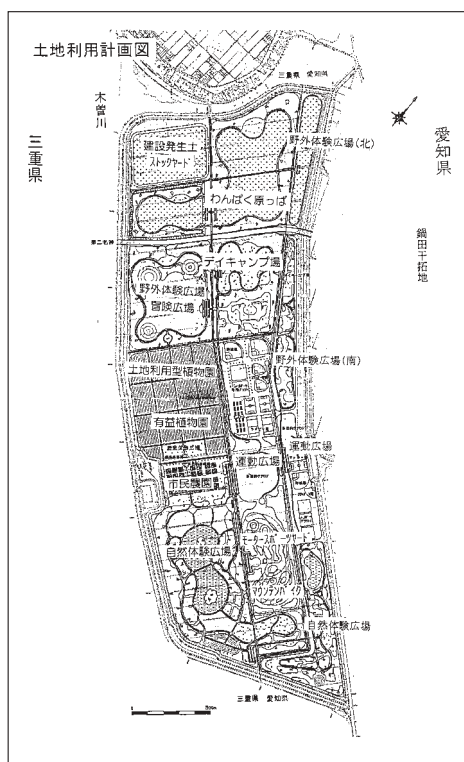 土地利用計画図
三重県 愛知県
木曽川
三重県
愛知県
鍋田干拓地
建設発生土
ストックヤード
野外体験広場(北)
わんぱく原っぱ
第二名神
デイキャンプ場
野外体験広場
冒険広場
野外体験広場(南)
土地利用型植物園
有益植物園
運動広場
運動広場
市民農園
自然体験広場
モータースポーツヤード
マウンテンバイク
自然体験広場
三重県 愛知県